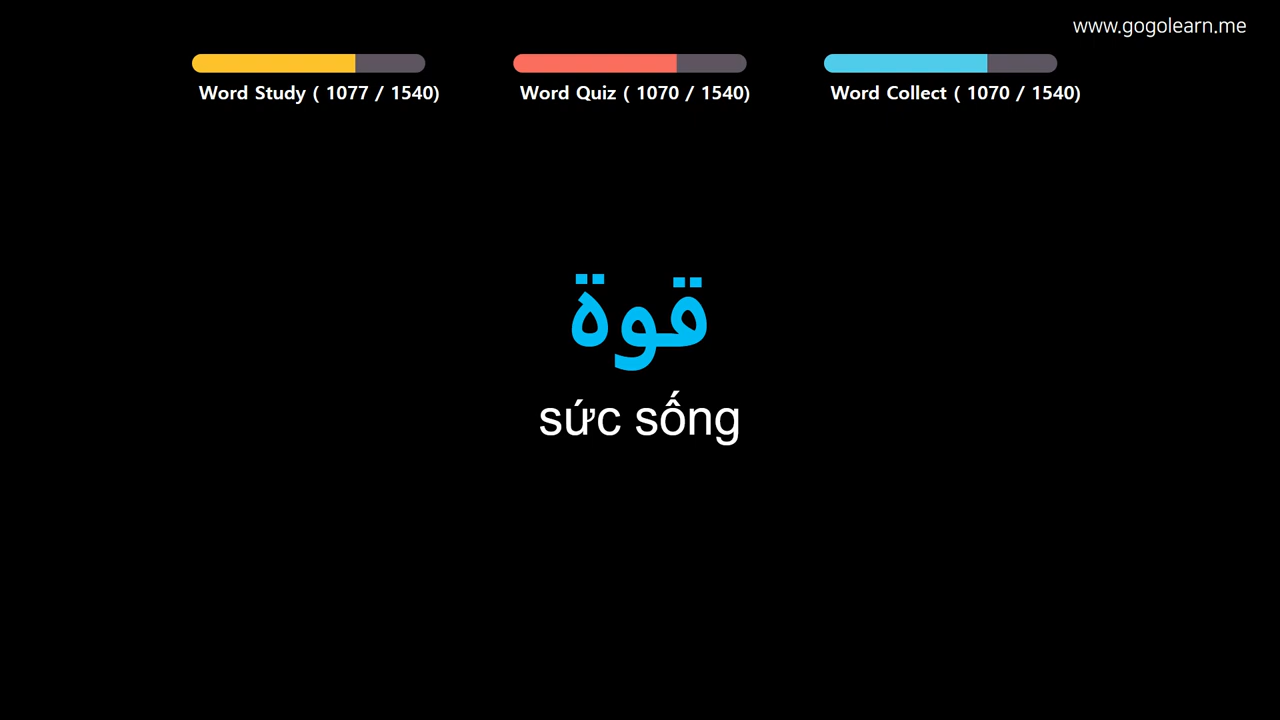 www.gogolearn.me
Word Study ( 1077 / 1540)
Word Quiz ( 1070 / 1540)
Word Collect ( 1070 / 1540)
قوة
sức sống